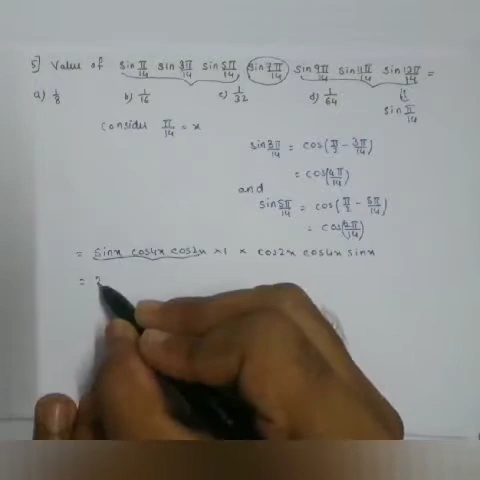 5] Value of sin π/14 sin 3π/14 sin 5π/14 sin 7π/14 sin 9π/14 sin 11π/14 sin 13π/14 =
a) 1/8 b) 1/16 c) 1/32 d) 1/64
sin π/14
consider π/14 = x
sin 3π/14 = cos(π/2 - 3π/14)
= cos(4π/14)
and
sin 5π/14 = cos(π/2 - 5π/14)
= cos(2π/14)
= sinx cos4x cos2x × 1 × cos2x cos4x sinx
=